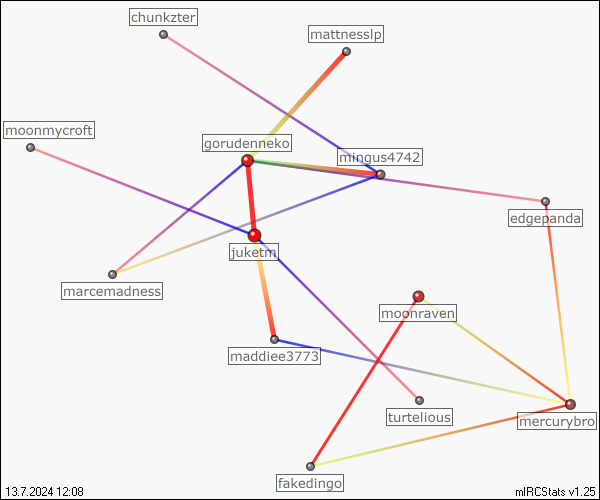 chunkzter
mattnesslp
moonmycroft
gorudenneko
mingus4742
edgepanda
juketm
marcemadness
moonraven
maddiee3773
turtelious
mercurybro
fakedingo
13.7.2024 12:08
mIRCStats v1.25